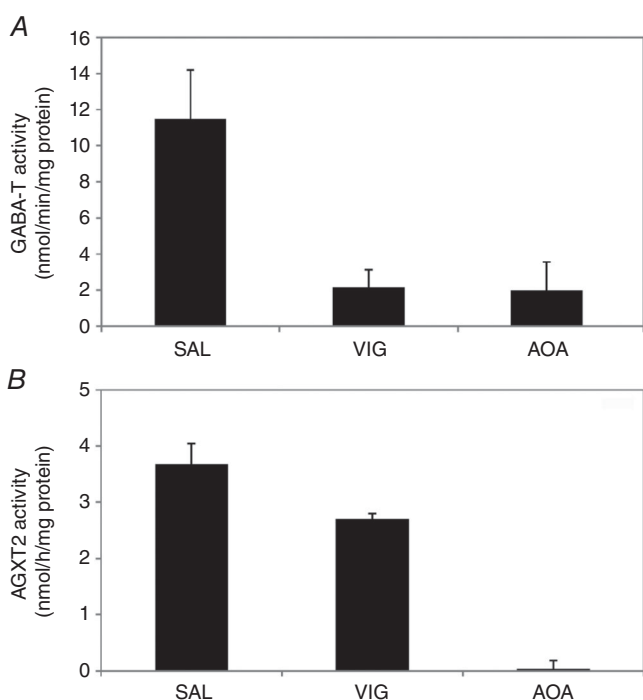 A
16
14
12
10
8
6
4
2
0
GABA-T activity
(nmol/min/mg protein)
SAL VIG AOA
B
5
4
3
2
1
0
AGXT2 activity
(nmol/h/mg protein)
SAL VIG AOA